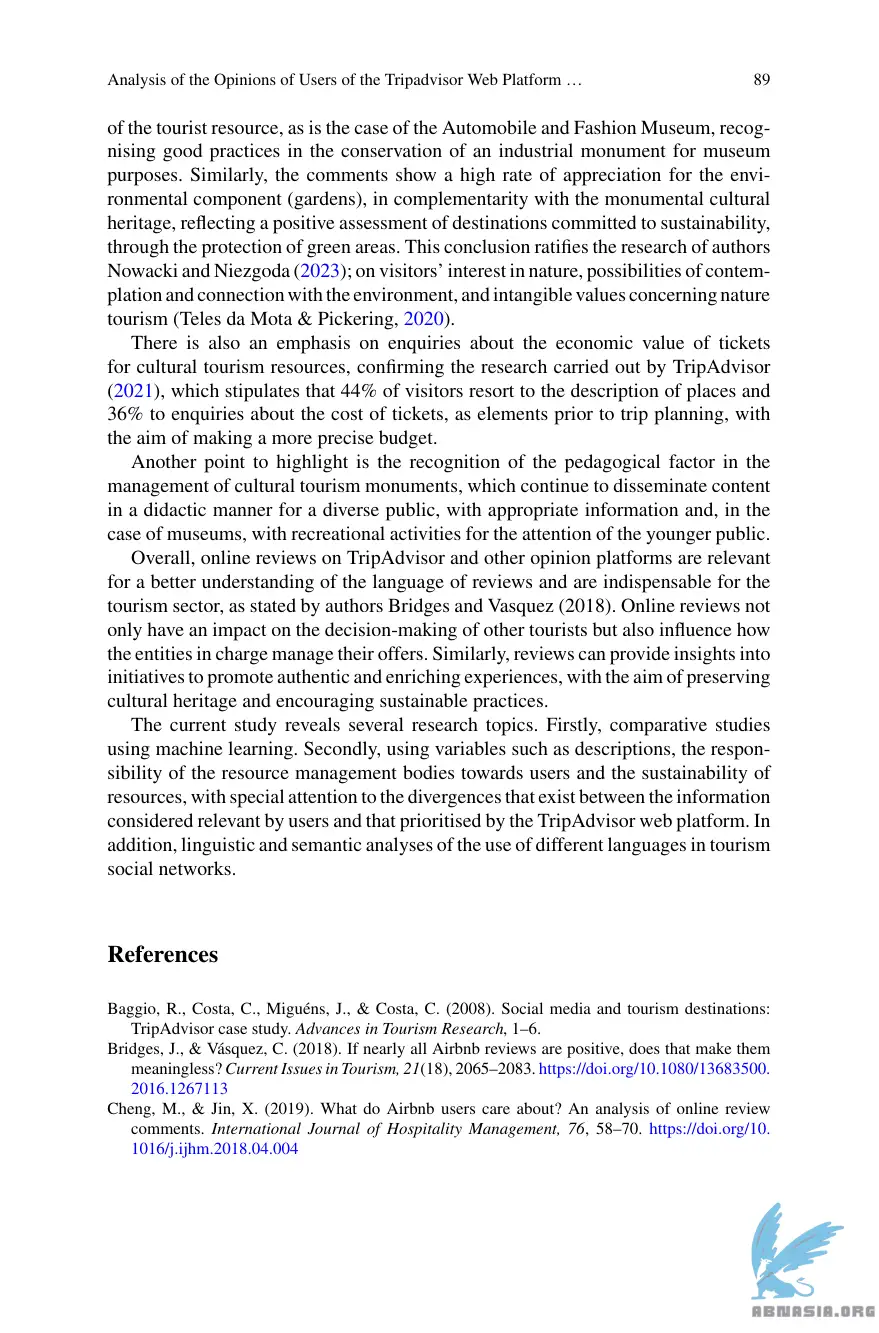 Analysis of the Opinions of Users of the Tripadvisor Web Platform … 89
of the tourist resource, as is the case of the Automobile and Fashion Museum, recog-
nising good practices in the conservation of an industrial monument for museum
purposes. Similarly, the comments show a high rate of appreciation for the envi-
ronmental component (gardens), in complementarity with the monumental cultural
heritage, reflecting a positive assessment of destinations committed to sustainability,
through the protection of green areas. This conclusion ratifies the research of authors
Nowacki and Niezgoda (2023); on visitors’ interest in nature, possibilities of contem-
plation and connection with the environment, and intangible values concerning nature
tourism (Teles da Mota & Pickering, 2020).
There is also an emphasis on enquiries about the economic value of tickets
for cultural tourism resources, confirming the research carried out by TripAdvisor
(2021), which stipulates that 44% of visitors resort to the description of places and
36% to enquiries about the cost of tickets, as elements prior to trip planning, with
the aim of making a more precise budget.
Another point to highlight is the recognition of the pedagogical factor in the
management of cultural tourism monuments, which continue to disseminate content
in a didactic manner for a diverse public, with appropriate information and, in the
case of museums, with recreational activities for the attention of the younger public.
Overall, online reviews on TripAdvisor and other opinion platforms are relevant
for a better understanding of the language of reviews and are indispensable for the
tourism sector, as stated by authors Bridges and Vasquez (2018). Online reviews not
only have an impact on the decision-making of other tourists but also influence how
the entities in charge manage their offers. Similarly, reviews can provide insights into
initiatives to promote authentic and enriching experiences, with the aim of preserving
cultural heritage and encouraging sustainable practices.
The current study reveals several research topics. Firstly, comparative studies
using machine learning. Secondly, using variables such as descriptions, the respon-
sibility of the resource management bodies towards users and the sustainability of
resources, with special attention to the divergences that exist between the information
considered relevant by users and that prioritised by the TripAdvisor web platform. In
addition, linguistic and semantic analyses of the use of different languages in tourism
social networks.
References
Baggio, R., Costa, C., Miguéns, J., & Costa, C. (2008). Social media and tourism destinations:
TripAdvisor case study. Advances in Tourism Research, 1–6.
Bridges, J., & Vásquez, C. (2018). If nearly all Airbnb reviews are positive, does that make them
meaningless? Current Issues in Tourism, 21(18), 2065–2083. https://doi.org/10.1080/13683500.
2016.1267113
Cheng, M., & Jin, X. (2019). What do Airbnb users care about? An analysis of online review
comments. International Journal of Hospitality Management, 76, 58–70. https://doi.org/10.
1016/j.ijhm.2018.04.004
ABNASIA.ORG